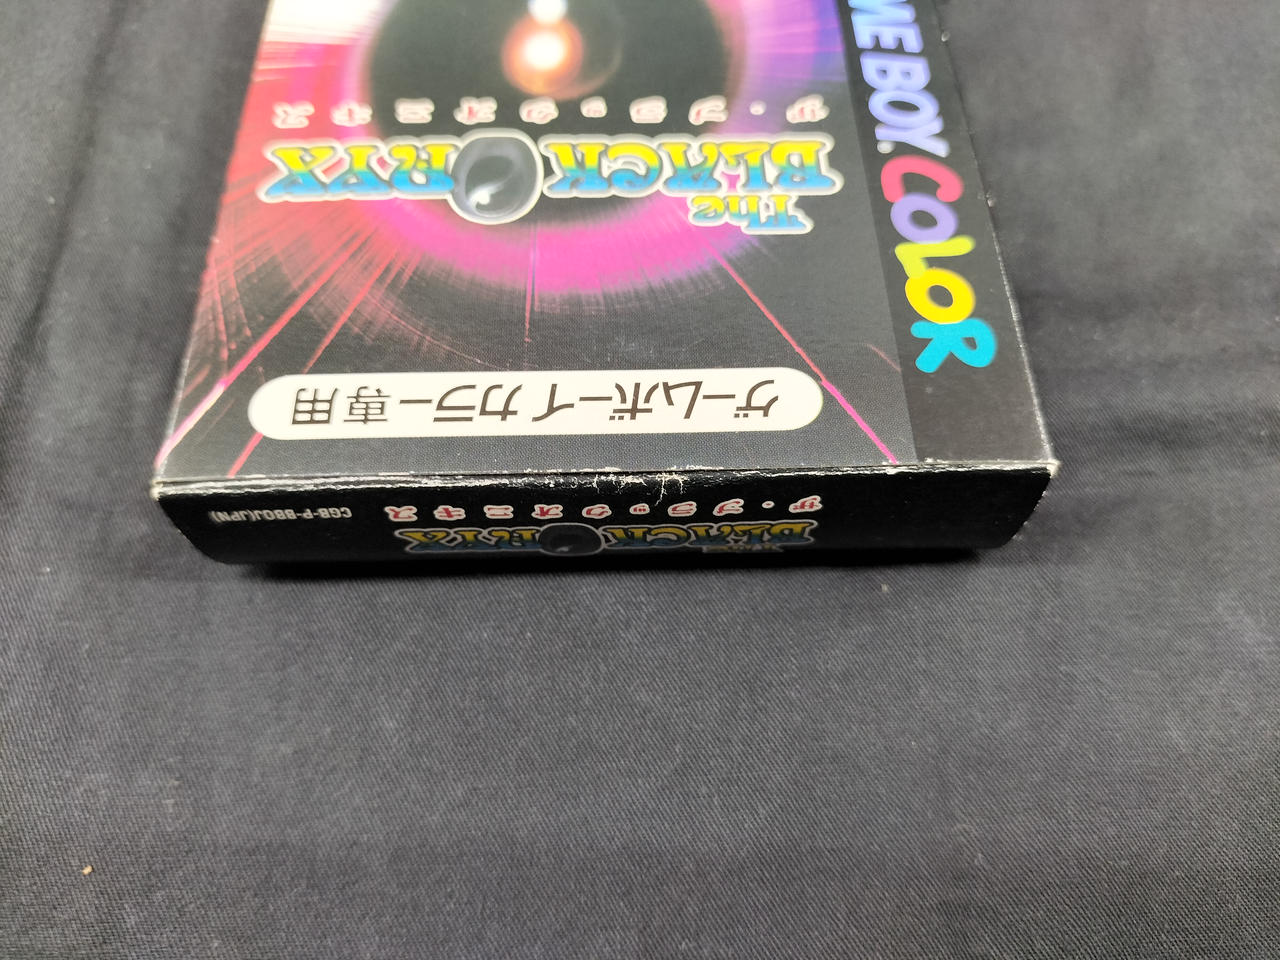 The
BLACK ONYX
ザ・ブラックオニキス
CGB-P-BBOJ(JPN)
ゲームボーイカラー専用
The
BLACK ONYX
ザ・ブラックオニキス
ME BOY COLOR